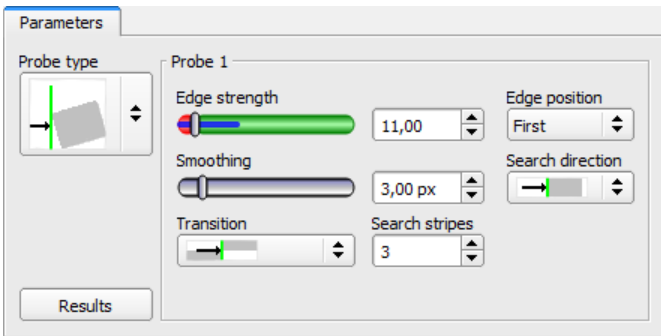 Parameters
Probe type
Probe 1
Edge strength
Edge position
11,00
First
Smoothing
Search direction
3,00 px
Transition
Search stripes
3
Results